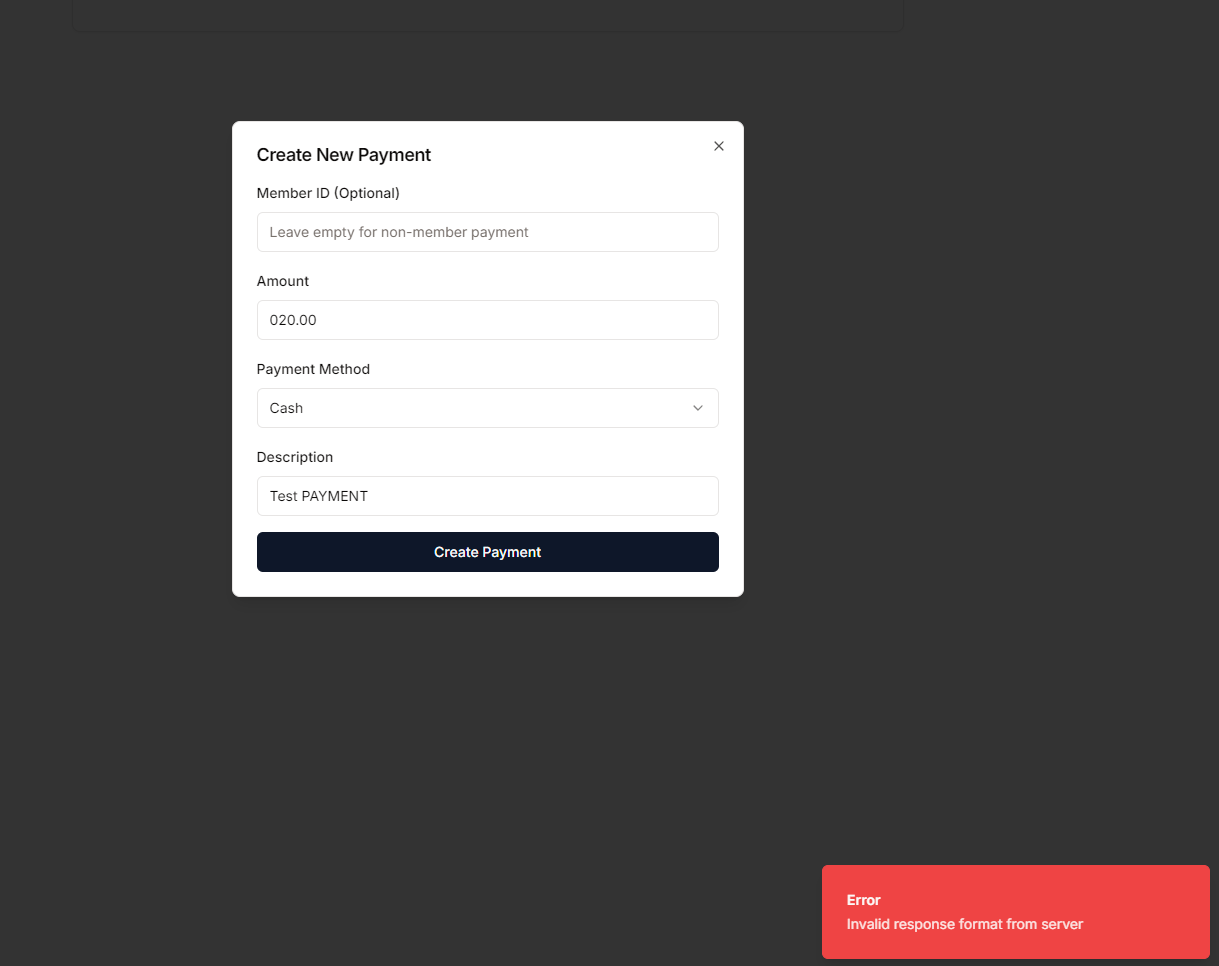 Create New Payment
Member ID (Optional)
Leave empty for non-member payment
Amount
020.00
Payment Method
Cash
Description
Test PAYMENT
Create Payment
Error
Invalid response format from server